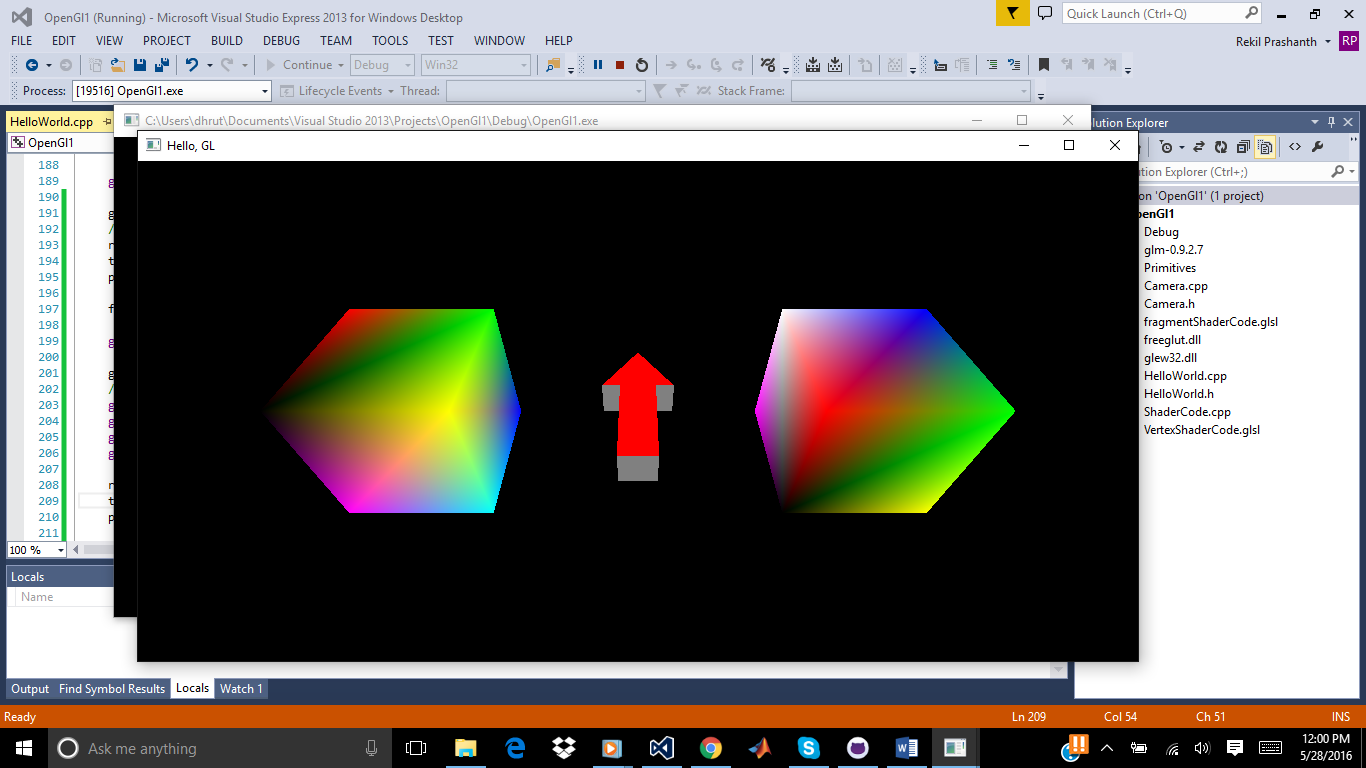 OpenGl1 (Running) - Microsoft Visual Studio Express 2013 for Windows Desktop
Quick Launch (Ctrl+Q)
FILE EDIT VIEW PROJECT BUILD DEBUG TEAM TOOLS TEST WINDOW HELP
Rekil Prashanth RP
Continue Debug Win32
Process: [19516] OpenGl1.exe Lifecycle Events Thread: Stack Frame:
HelloWorld.cpp
C:\Users\dhrut\Documents\Visual Studio 2013\Projects\OpenGl1\Debug\OpenGl1.exe
lution Explorer
OpenGl1
Hello, GL
188
189 g
190
191 g
192 /
193 n
194 t
195 p
196
197 f
198
199 g
200
201 g
202 /
203 g
204 g
205 g
206 g
207
208 n
209 t
210 p
211
100 %
ution Explorer (Ctrl+;)
on 'OpenGl1' (1 project)
penGl1
Debug
glm-0.9.2.7
Primitives
Camera.cpp
Camera.h
fragmentShaderCode.glsl
freeglut.dll
glew32.dll
HelloWorld.cpp
HelloWorld.h
ShaderCode.cpp
VertexShaderCode.glsl
Locals
Name
Output Find Symbol Results Locals Watch 1
Ready Ln 209 Col 54 Ch 51 INS
Ask me anything
12:00 PM
5/28/2016